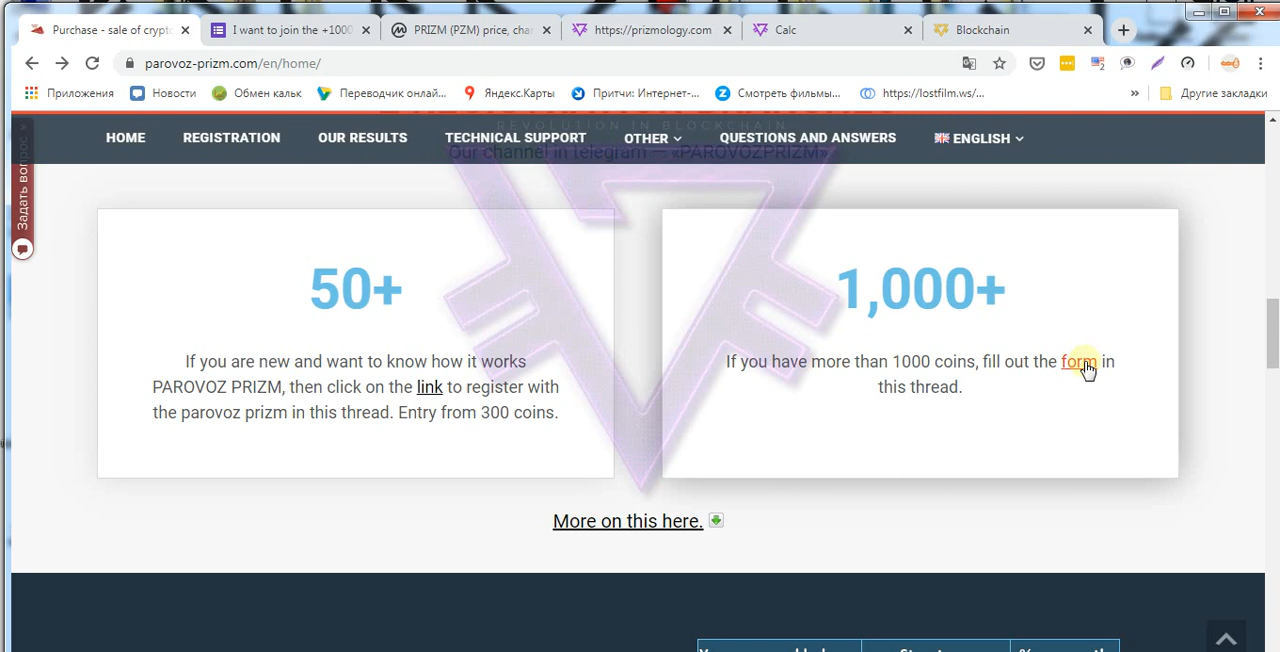 Purchase - sale of crypto
I want to join the +1000
PRIZM (PZM) price, cha
https://prizmology.com
Calc
Blockchain
parovoz-prizm.com/en/home/
Приложения
Новости
Обмен кальк
Переводчик онлай...
Яндекс.Карты
Притчи: Интернет-...
Смотреть фильмы...
https://lostfilm.ws/...
»
Другие закладки
REVOLUTION IN BLOCKCHAIN
HOME
REGISTRATION
OUR RESULTS
TECHNICAL SUPPORT
OTHER
QUESTIONS AND ANSWERS
ENGLISH
Our channel in telegram — «PAROVOZPRIZM»
Задать вопрос
50+
If you are new and want to know how it works
PAROVOZ PRIZM, then click on the link to register with
the parovoz prizm in this thread. Entry from 300 coins.
1,000+
If you have more than 1000 coins, fill out the form in
this thread.
More on this here.